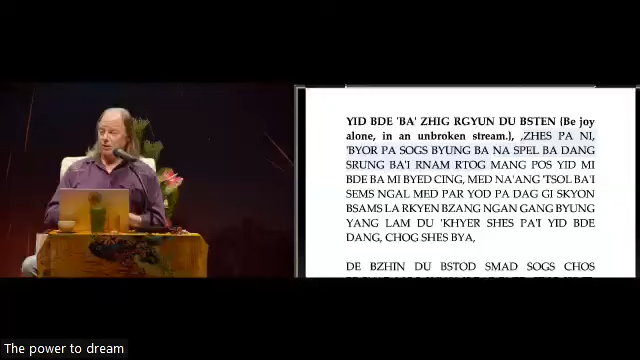 YID BDE 'BA' ZHIG RGYUN DU BSTEN (Be joy
alone, in an unbroken stream.), ,ZHES PA NI,
'BYOR PA SOGS BYUNG BA NA SPEL BA DANG
SRUNG BA'I RNAM RTOG MANG POS YID MI
BDE BA MI BYED CING, MED NA'ANG 'TSOL BA'I
SEMS NGAL MED PAR YOD PA DAG GI SKYON
BSAMS LA RKYEN BZANG NGAN GANG BYUNG
YANG LAM DU 'KHYER SHES PA'I YID BDE
DANG, CHOG SHES BYA,
DE BZHIN DU BSTOD SMAD SOGS CHOS
The power to dream